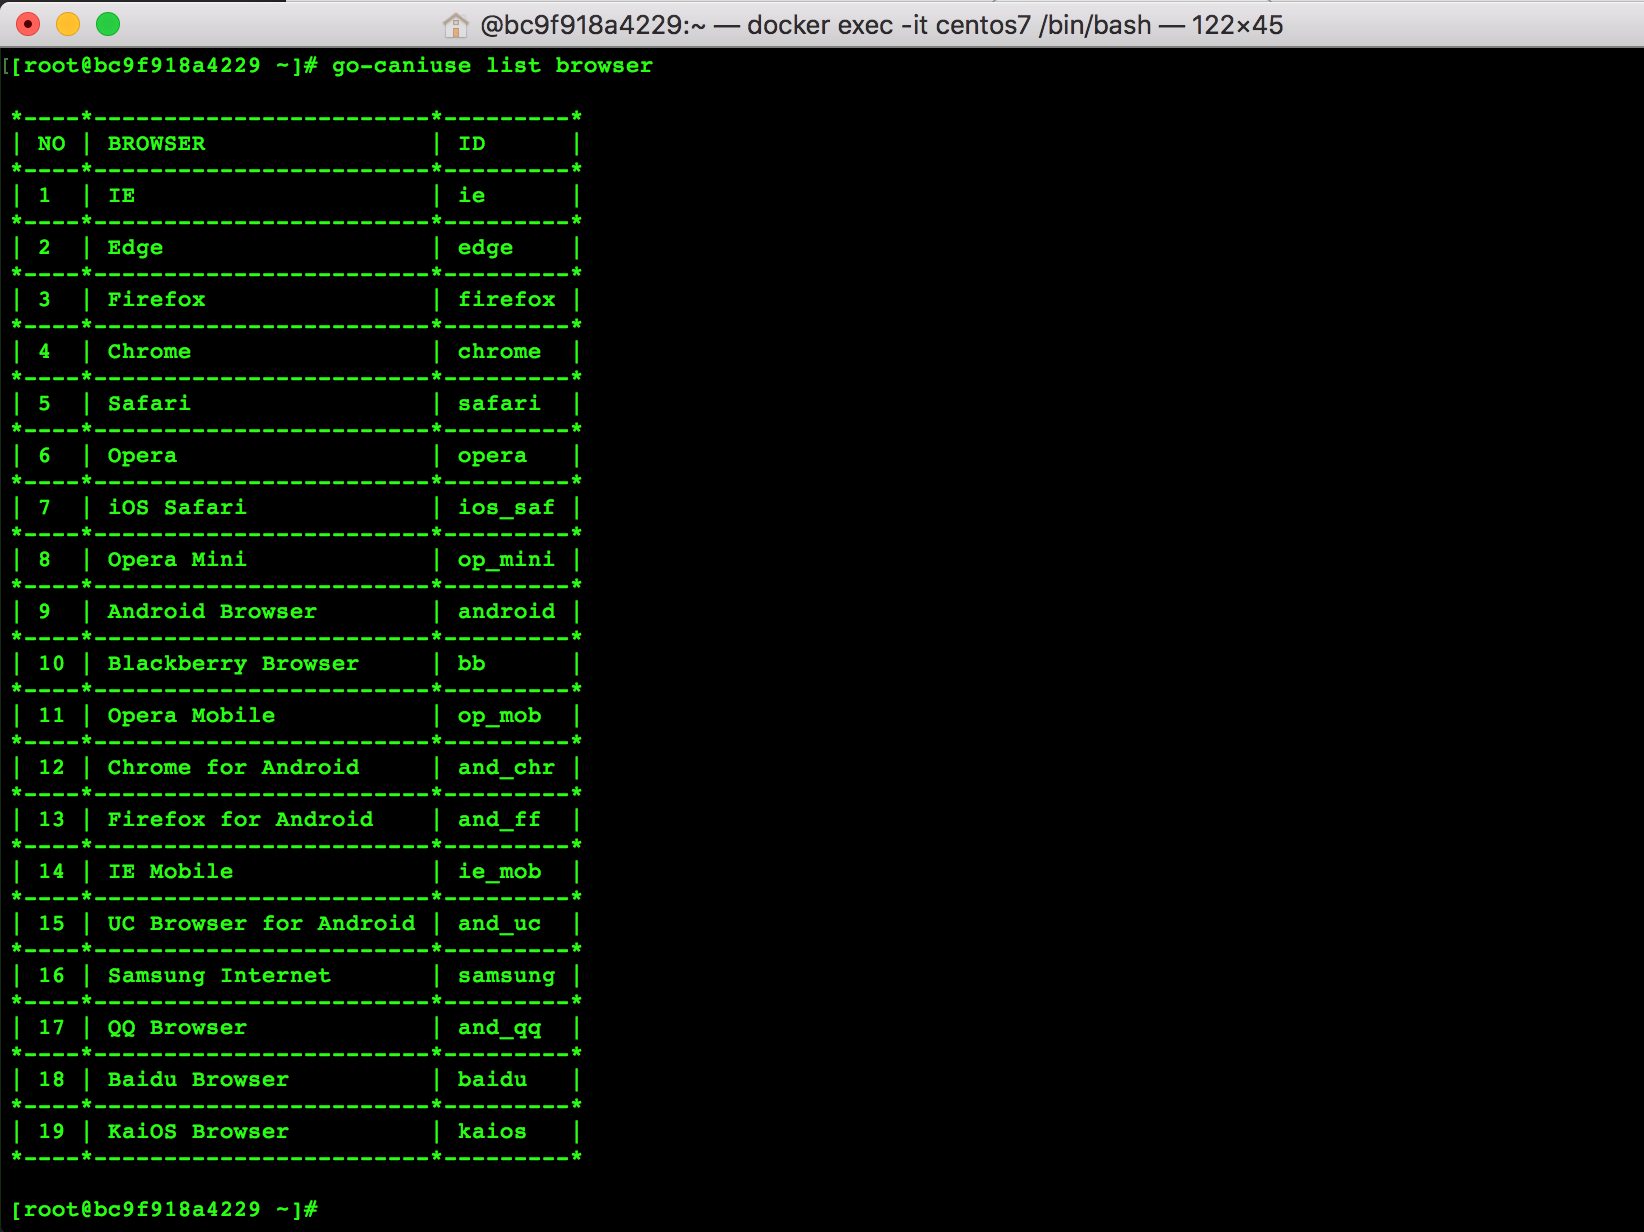 @bc9f918a4229:~ — docker exec -it centos7 /bin/bash — 122×45
[[root@bc9f918a4229 ~]# go-caniuse list browser
*----*------------------------*---------*
| NO | BROWSER                | ID      |
*----*------------------------*---------*
| 1  | IE                     | ie      |
*----*------------------------*---------*
| 2  | Edge                   | edge    |
*----*------------------------*---------*
| 3  | Firefox                | firefox |
*----*------------------------*---------*
| 4  | Chrome                 | chrome  |
*----*------------------------*---------*
| 5  | Safari                 | safari  |
*----*------------------------*---------*
| 6  | Opera                  | opera   |
*----*------------------------*---------*
| 7  | iOS Safari             | ios_saf |
*----*------------------------*---------*
| 8  | Opera Mini             | op_mini |
*----*------------------------*---------*
| 9  | Android Browser        | android |
*----*------------------------*---------*
| 10 | Blackberry Browser     | bb      |
*----*------------------------*---------*
| 11 | Opera Mobile           | op_mob  |
*----*------------------------*---------*
| 12 | Chrome for Android     | and_chr |
*----*------------------------*---------*
| 13 | Firefox for Android    | and_ff  |
*----*------------------------*---------*
| 14 | IE Mobile              | ie_mob  |
*----*------------------------*---------*
| 15 | UC Browser for Android | and_uc  |
*----*------------------------*---------*
| 16 | Samsung Internet       | samsung |
*----*------------------------*---------*
| 17 | QQ Browser             | and_qq  |
*----*------------------------*---------*
| 18 | Baidu Browser          | baidu   |
*----*------------------------*---------*
| 19 | KaiOS Browser          | kaios   |
*----*------------------------*---------*
[root@bc9f918a4229 ~]#